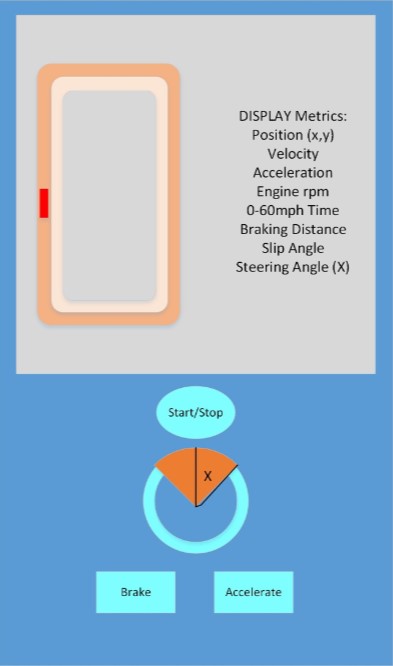 DISPLAY Metrics:
Position (x,y)
Velocity
Acceleration
Engine rpm
0-60mph Time
Braking Distance
Slip Angle
Steering Angle (X)
Start/Stop
X
Brake
Accelerate